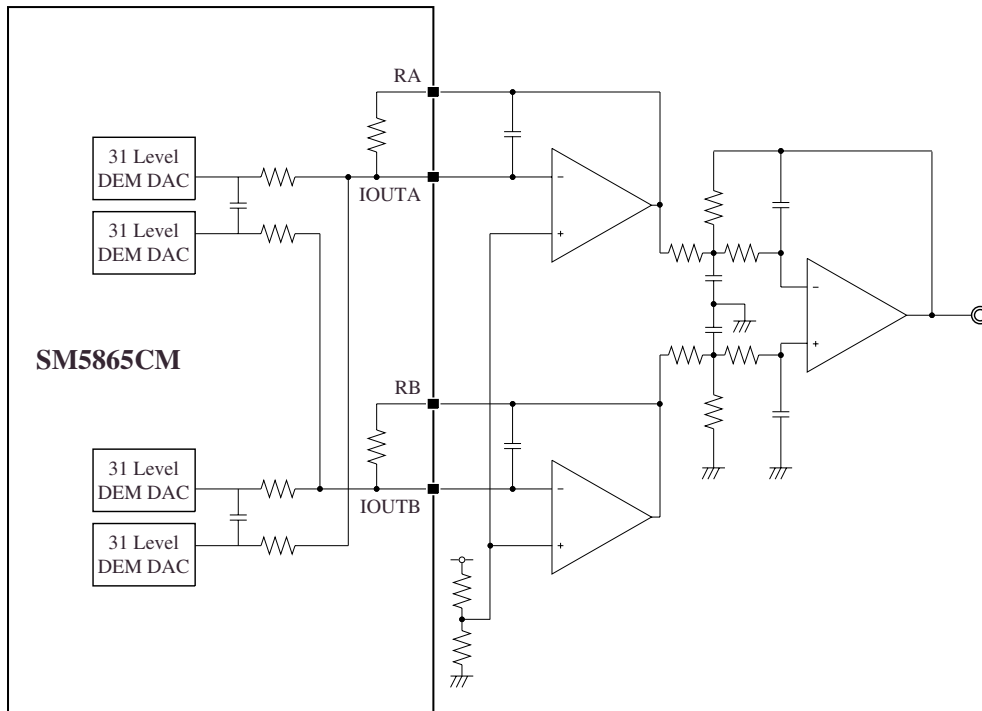 RA
31 Level
DEM DAC
IOUTA
31 Level
DEM DAC
SM5865CM
RB
31 Level
DEM DAC
IOUTB
31 Level
DEM DAC
−
+
−
+
−
+